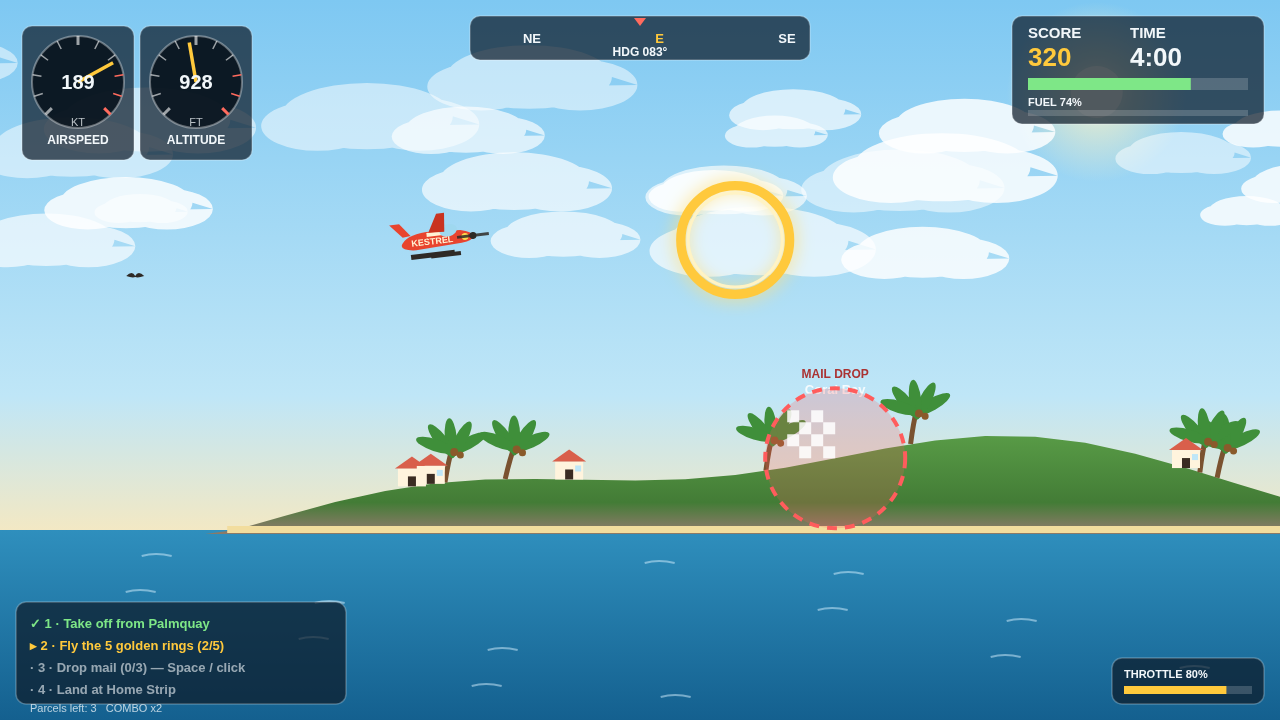 189
KT
AIRSPEED
928
FT
ALTITUDE
NE E SE
HDG 083°
SCORE TIME
320 4:00
FUEL 74%
KESTREL
MAIL DROP
✓ 1 · Take off from Palmquay
▸ 2 · Fly the 5 golden rings (2/5)
· 3 · Drop mail (0/3) — Space / click
· 4 · Land at Home Strip
Parcels left: 3 COMBO x2
THROTTLE 80%